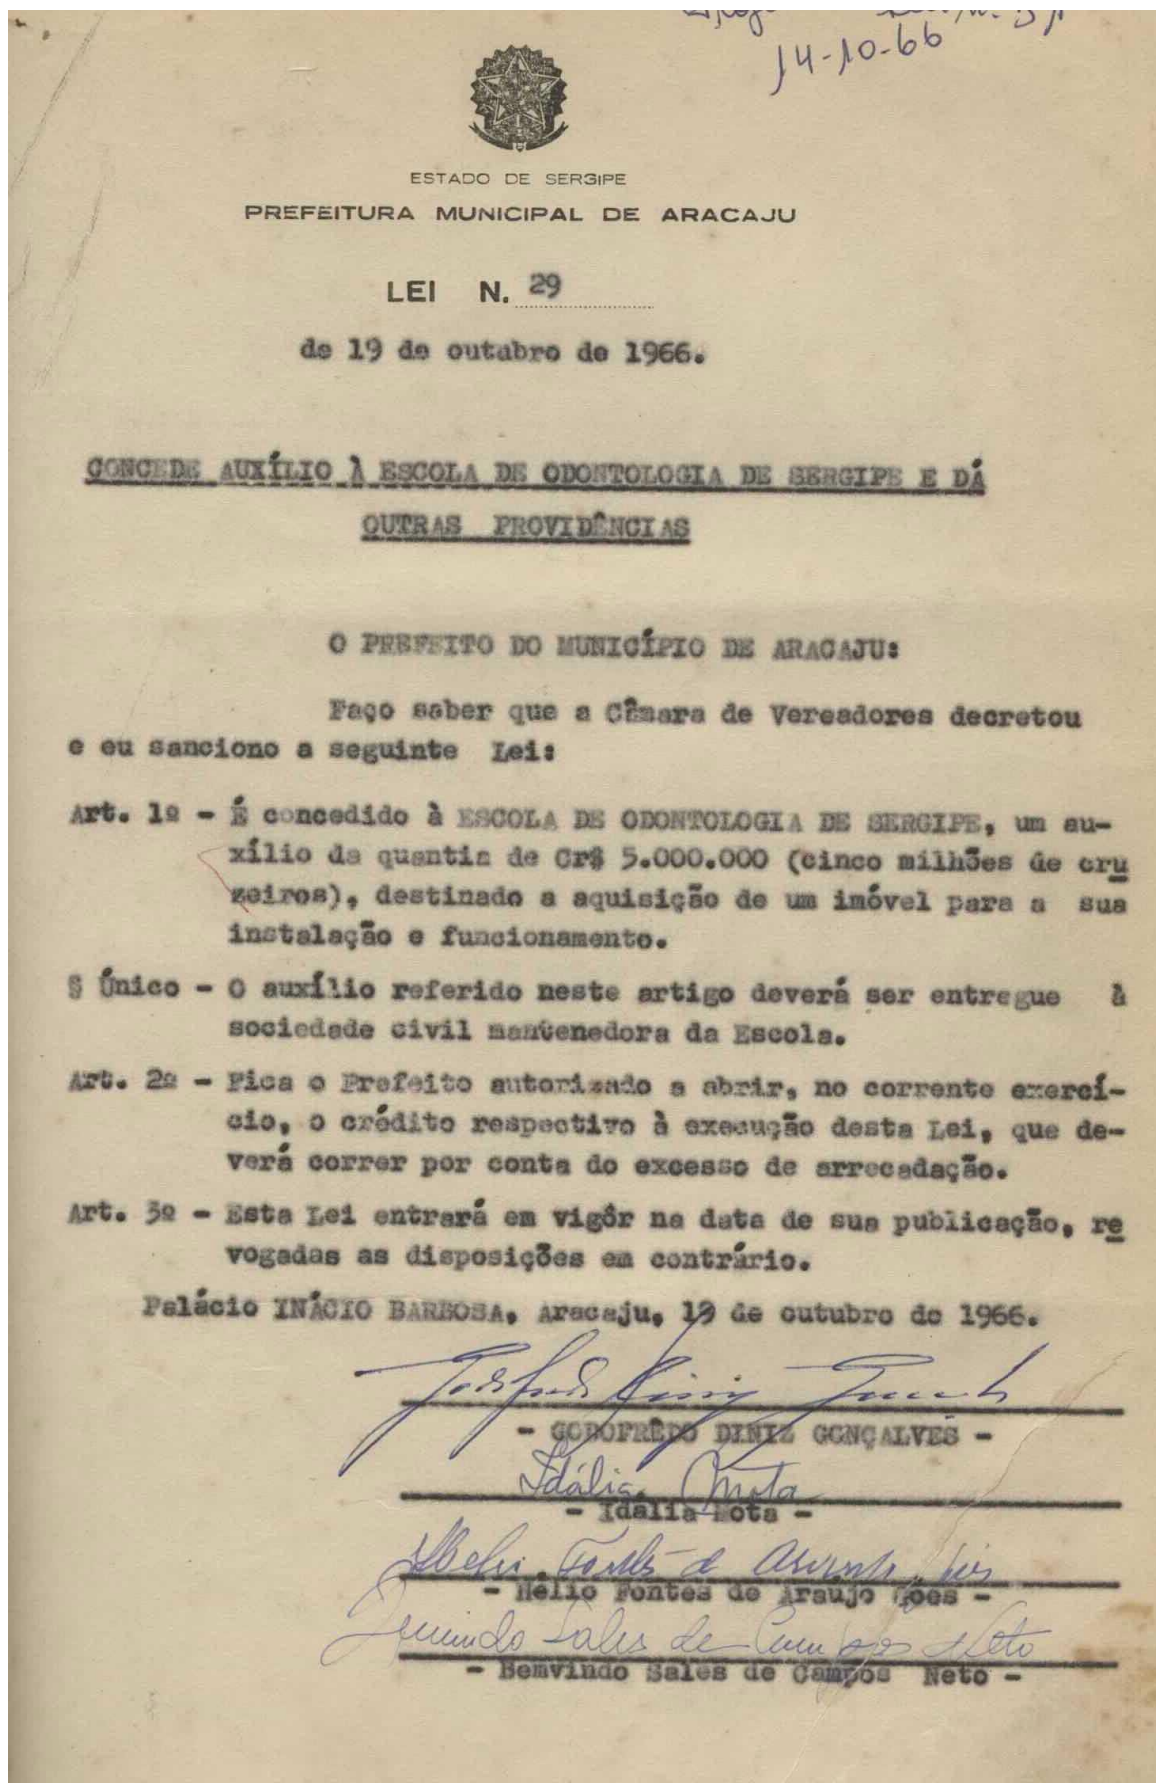 14-10-66
ESTADO DE SERGIPE
PREFEITURA MUNICIPAL DE ARACAJU
LEI N. 29
de 19 de outubro de 1966.
CONCEDE AUXÍLIO À ESCOLA DE ODONTOLOGIA DE SERGIPE E DÁ
OUTRAS PROVIDÊNCIAS
O PREFEITO DO MUNICÍPIO DE ARACAJU:
Faço saber que a Câmara de Vereadores decretou
e eu sanciono a seguinte Lei:
Art. 1º - É concedido à ESCOLA DE ODONTOLOGIA DE SERGIPE, um au-
xílio da quantia de Cr$ 5.000.000 (cinco milhões de cru
zeiros), destinado a aquisição de um imóvel para a sua
instalação e funcionamento.
§ Único - O auxílio referido neste artigo deverá ser entregue à
sociedade civil mantenedora da Escola.
Art. 2º - Fica o Prefeito autorizado a abrir, no corrente exercí-
cio, o crédito respectivo à execução desta Lei, que de-
verá correr por conta do excesso de arrecadação.
Art. 3º - Esta Lei entrará em vigôr na data de sua publicação, re
vogadas as disposições em contrário.
Palácio INÁCIO BARBOSA, Aracaju, 19 de outubro de 1966.
- GODOFRÊDO DINIZ GONÇALVES -
Idália Mota
- Idalia Mota -
- Hélio Fontes de Araujo Góes -
Sales de Campos Neto
- Bemvindo Sales de Campos Neto -